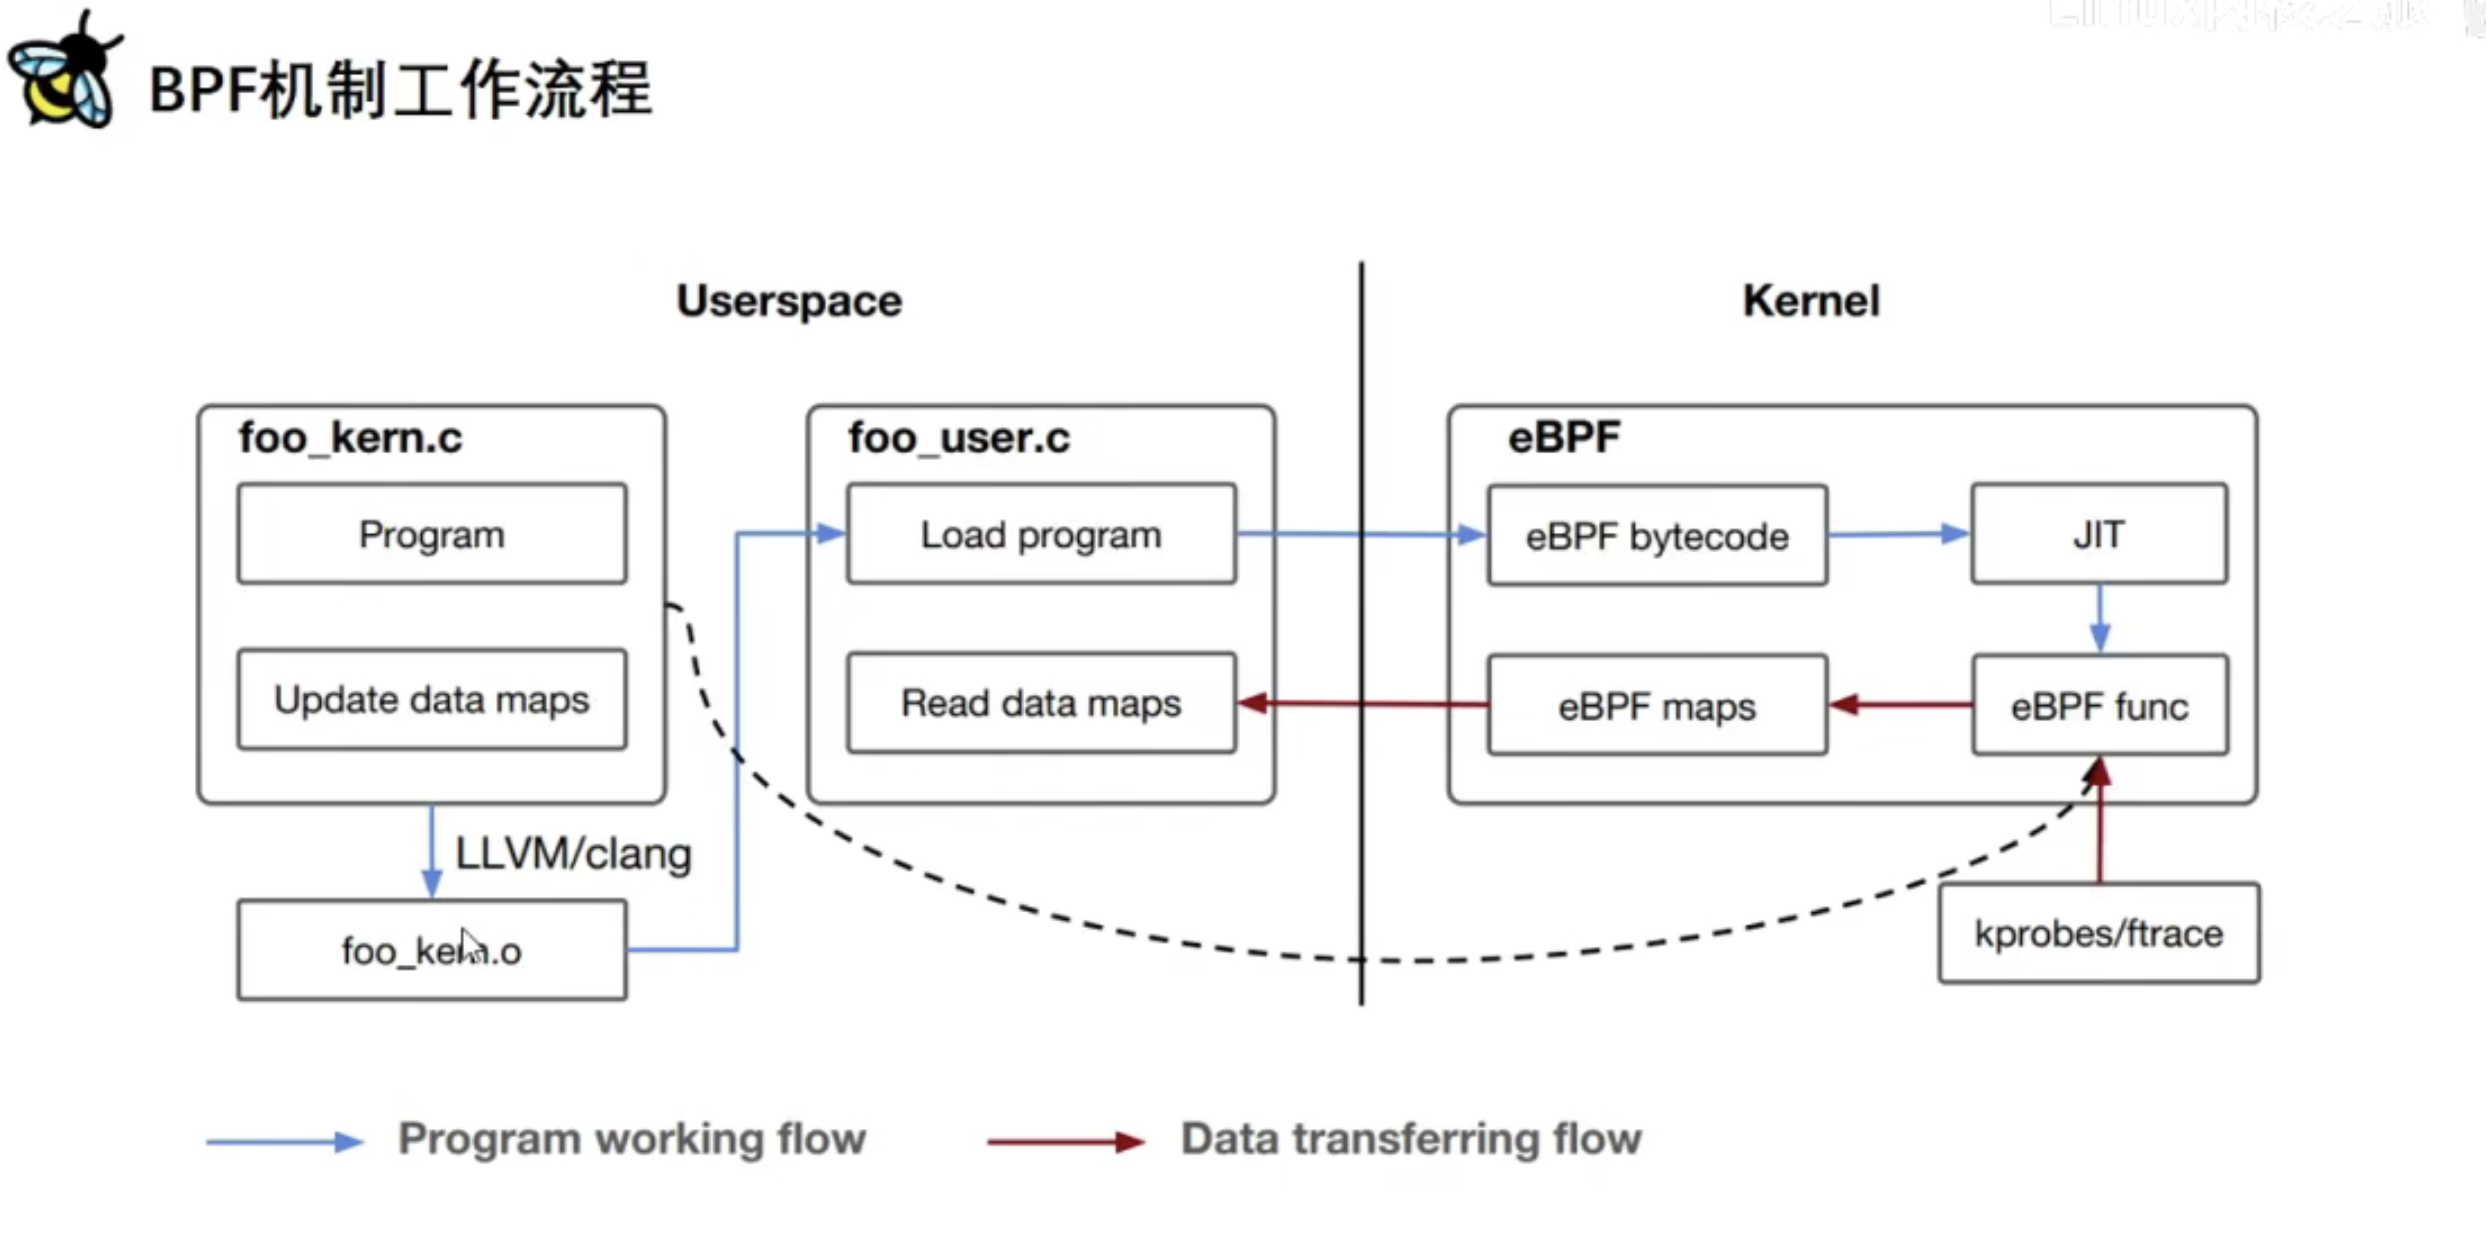 BPF机制工作流程
Userspace
Kernel
foo_kern.c
Program
Update data maps
LLVM/clang
foo_kern.o
foo_user.c
Load program
Read data maps
eBPF
eBPF bytecode
JIT
eBPF maps
eBPF func
kprobes/ftrace
Program working flow
Data transferring flow